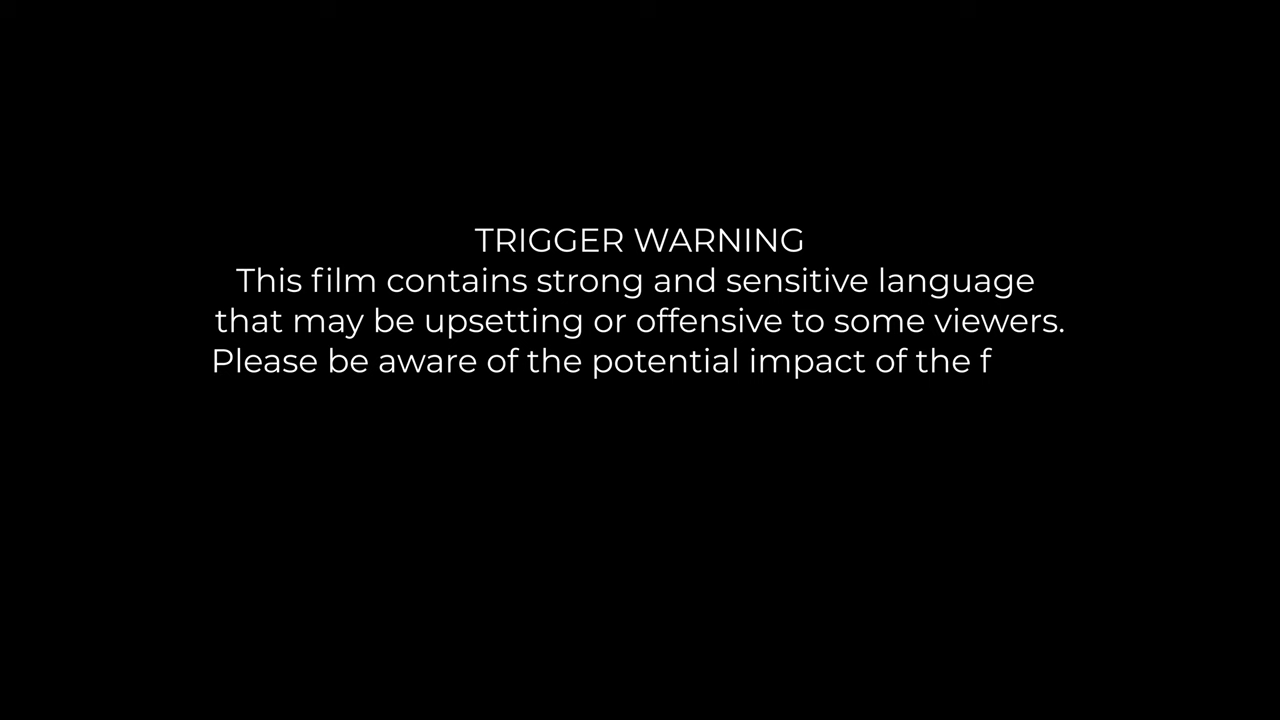 TRIGGER WARNING
This film contains strong and sensitive language
that may be upsetting or offensive to some viewers.
Please be aware of the potential impact of the f